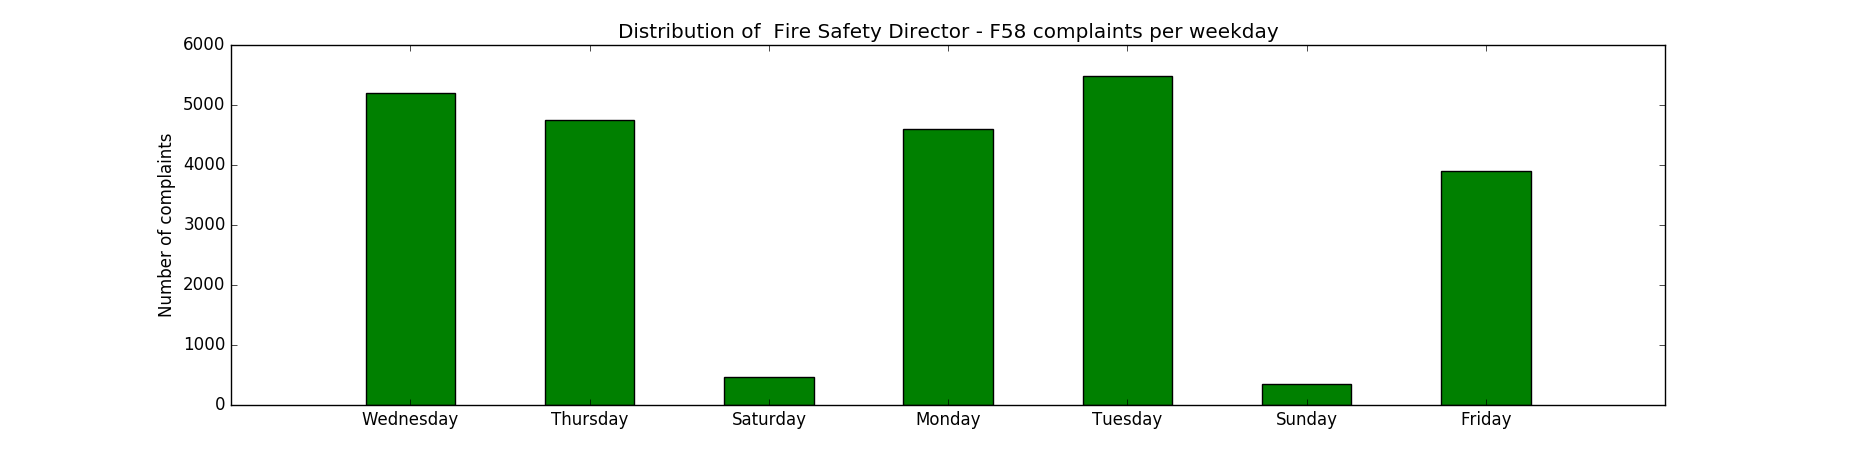 Distribution of  Fire Safety Director - F58 complaints per weekday
Number of complaints
6000
5000
4000
3000
2000
1000
0
Wednesday Thursday Saturday Monday Tuesday Sunday Friday